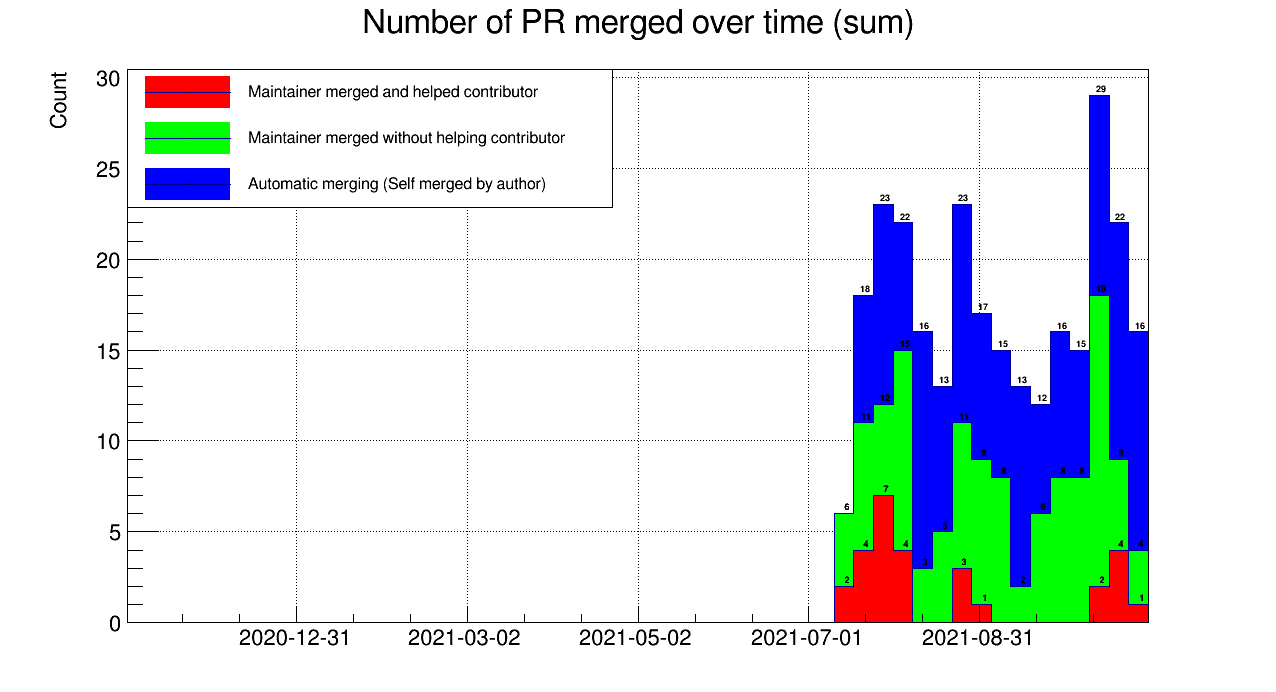 Number of PR merged over time (sum)
Count
30
25
20
15
10
5
0
Maintainer merged and helped contributor
Maintainer merged without helping contributor
Automatic merging (Self merged by author)
29
23 23
22 22
18 18
17
16 16 16
15 15 15
13 13
12 12
11 11
9 9
8 8 8
7
6 6
5
4 4 4 4
3 3
2 2 2
1 1
2020-12-31 2021-03-02 2021-05-02 2021-07-01 2021-08-31